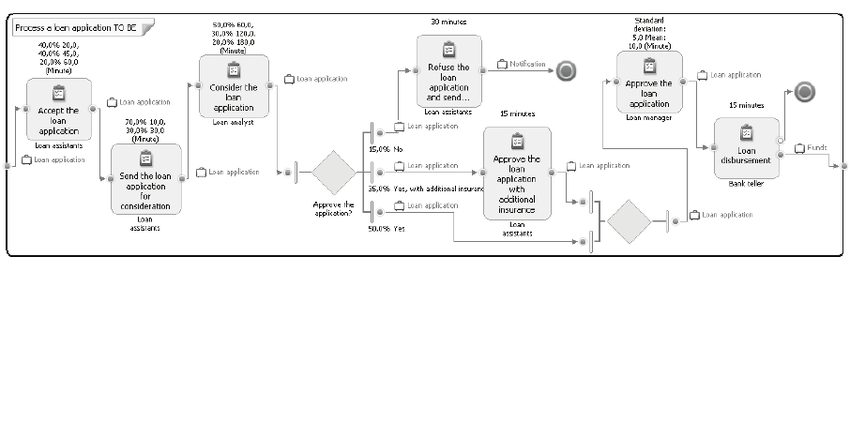 Process a loan application TO BE
40,0% 20,0,
40,0% 45,0,
20,0% 60,0
(Minute)
Accept the
loan
application
Loan assistants
Loan application
Loan application
70,0% 10,0,
30,0% 30,0
(Minute)
Send the loan
application
for
consideration
Loan
assistants
Loan application
50,0% 60,0,
30,0% 120,0,
20,0% 180,0
(Minute)
Consider the
loan
application
Loan analyst
Loan application
Approve the
application?
15,0% No
Loan application
35,0% Yes, with additional insurance
Loan application
50,0% Yes
Loan application
30 minutes
Refuse the
loan
application
and send...
Loan assistants
Notification
15 minutes
Approve the
loan
application
with
additional
insurance
Loan
assistants
Loan application
Loan application
Standard
deviation:
5,0 Mean:
10,0 (Minute)
Approve the
loan
application
Loan manager
Loan application
15 minutes
Loan
disbursement
Bank teller
Funds